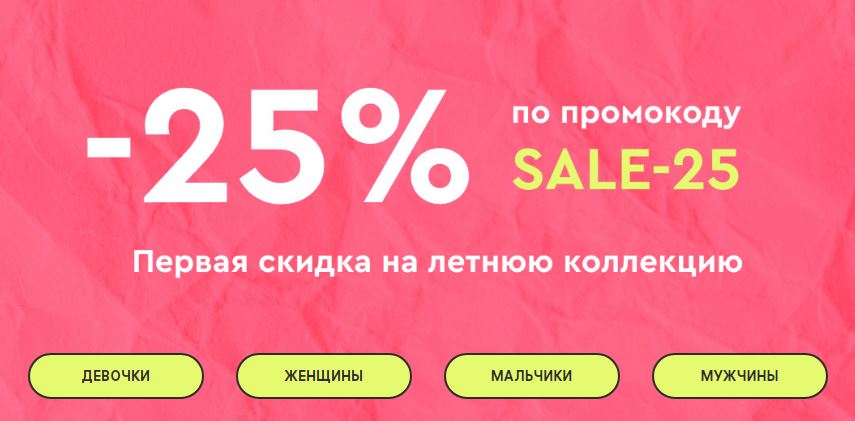 -25%
по промокоду
SALE-25
Первая скидка на летнюю коллекцию
ДЕВОЧКИ
ЖЕНЩИНЫ
МАЛЬЧИКИ
МУЖЧИНЫ